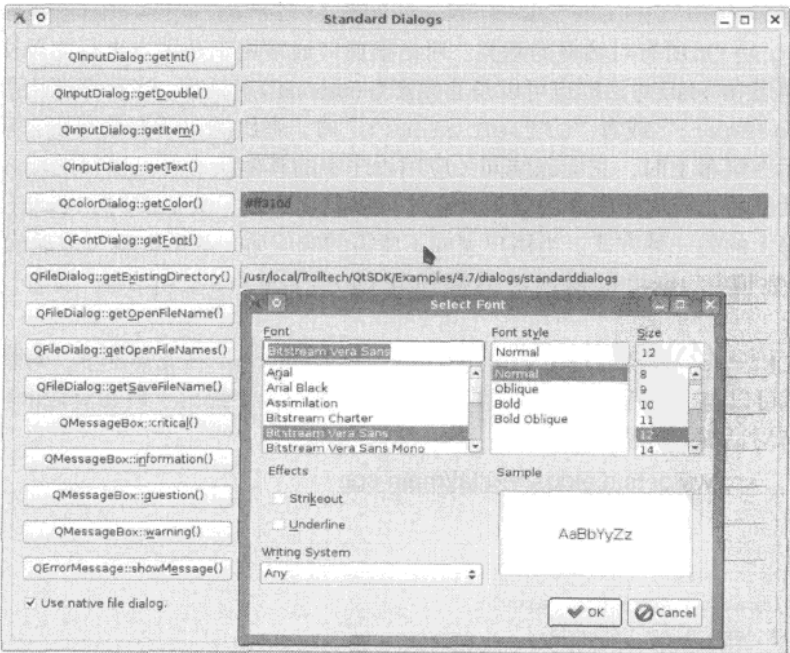 Standard Dialogs
QInputDialog::getInt()
QInputDialog::getDouble()
QInputDialog::getItem()
QInputDialog::getText()
QColorDialog::getColor() #ff310d
QFontDialog::getFont()
QFileDialog::getExistingDirectory() /usr/local/Trolltech/QtSDK/Examples/4.7/dialogs/standarddialogs
QFileDialog::getOpenFileName()
QFileDialog::getOpenFileNames()
QFileDialog::getSaveFileName()
QMessageBox::critical()
QMessageBox::information()
QMessageBox::question()
QMessageBox::warning()
QErrorMessage::showMessage()
Use native file dialog.
Select Font
Font Font style Size
Bitstream Vera Sans Normal 12
Arial Normal 8
Arial Black Oblique 9
Assimilation Bold 10
Bitstream Charter Bold Oblique 11
Bitstream Vera Sans 12
Bitstream Vera Sans Mono 14
Effects Sample
Strikeout
Underline
AaBbYyZz
Writing System
Any
OK Cancel